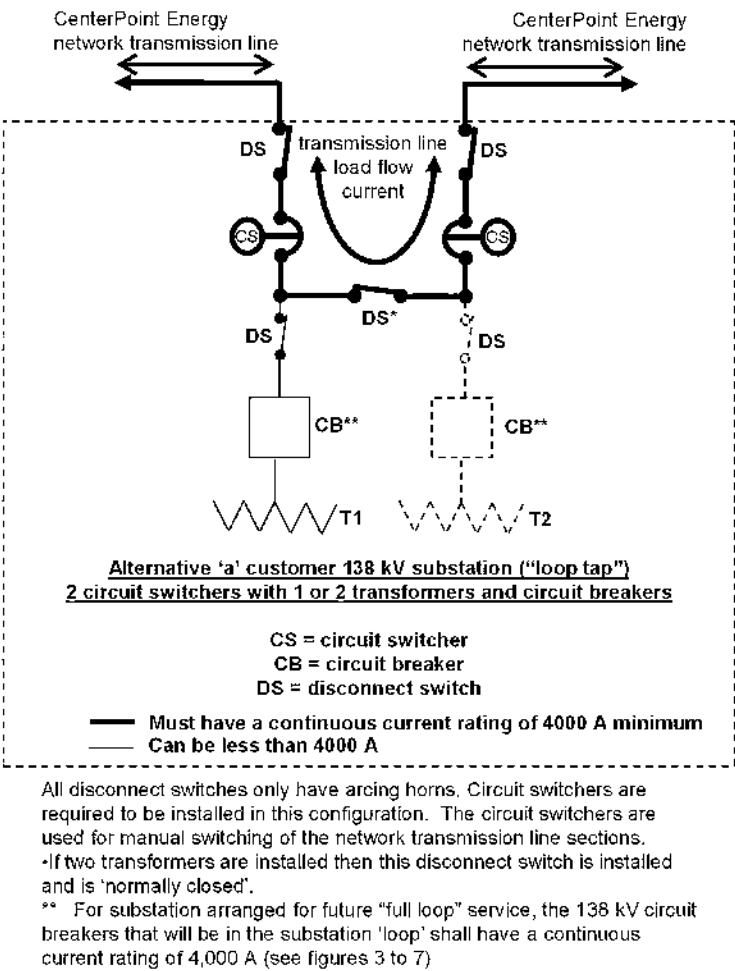 CenterPoint Energy
network transmission line
CenterPoint Energy
network transmission line
DS
transmission line
load flow
current
DS
CS
CS
DS
DS*
DS
CB**
CB**
T1
T2
Alternative 'a' customer 138 kV substation ("loop tap")
2 circuit switchers with 1 or 2 transformers and circuit breakers
CS = circuit switcher
CB = circuit breaker
DS = disconnect switch
Must have a continuous current rating of 4000 A minimum
Can be less than 4000 A
All disconnect switches only have arcing horns. Circuit switchers are
required to be installed in this configuration. The circuit switchers are
used for manual switching of the network transmission line sections.
•If two transformers are installed then this disconnect switch is installed
and is 'normally closed'.
** For substation arranged for future "full loop" service, the 138 kV circuit
breakers that will be in the substation 'loop' shall have a continuous
current rating of 4,000 A (see figures 3 to 7)